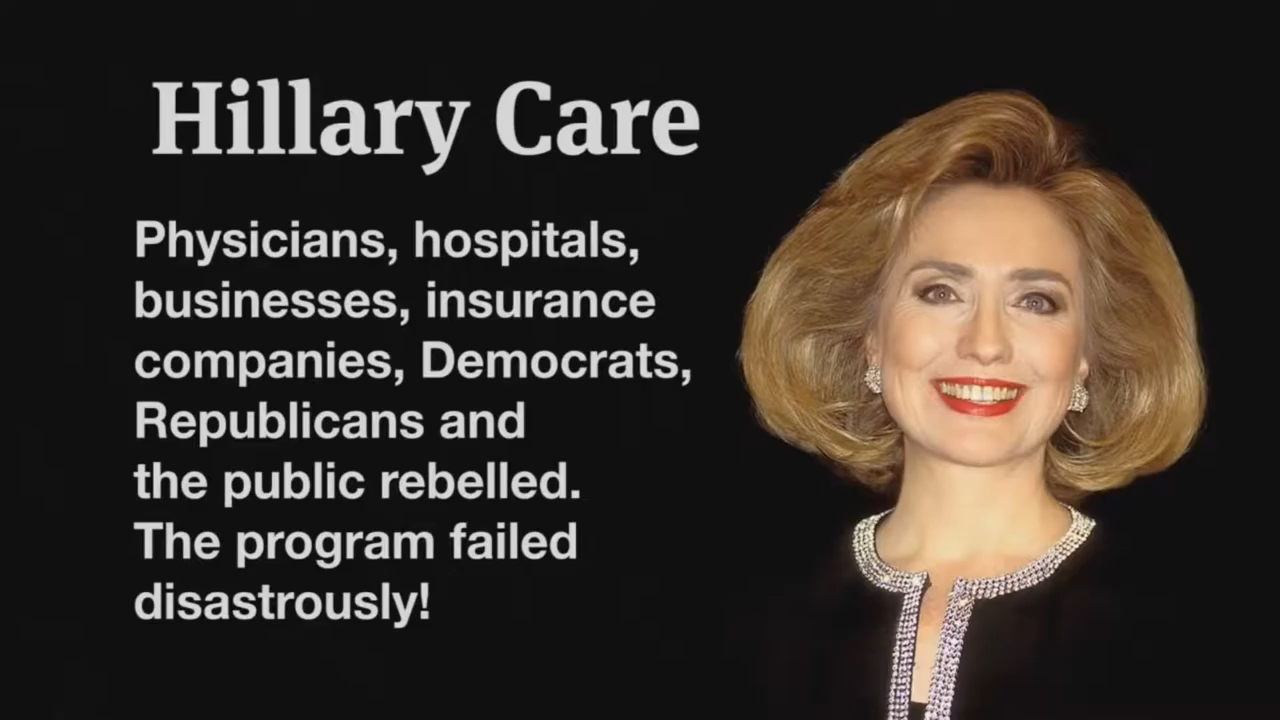 Hillary Care
Physicians, hospitals,
businesses, insurance
companies, Democrats,
Republicans and
the public rebelled.
The program failed
disastrously!